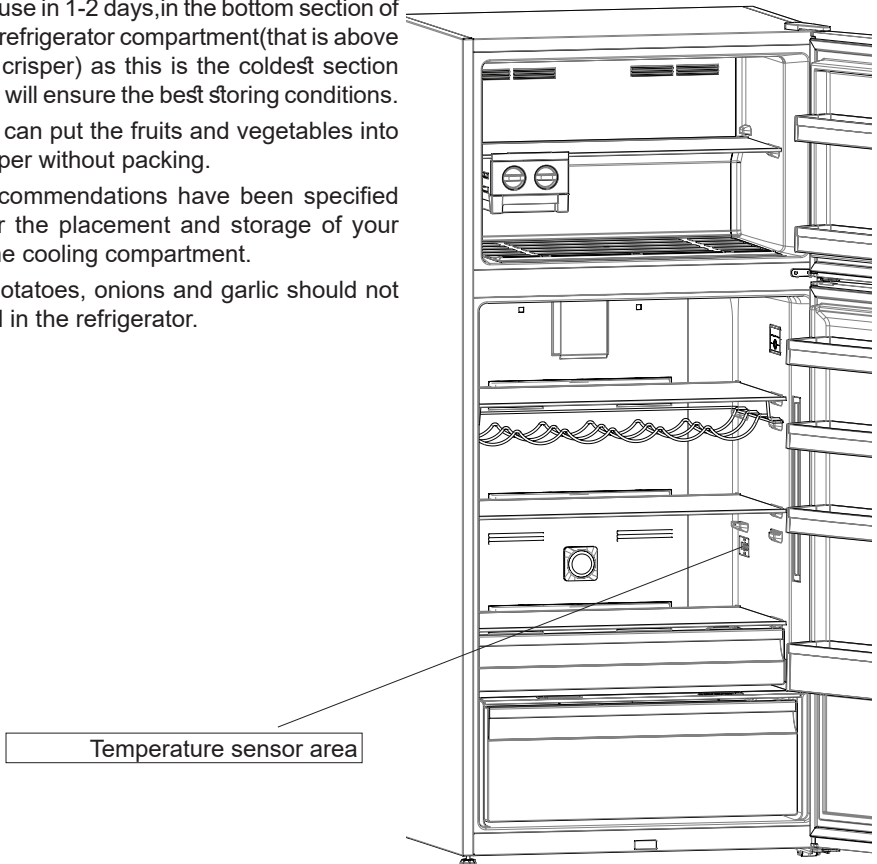 use in 1-2 days,in the bottom section of
refrigerator compartment(that is above
crisper) as this is the coldest section
will ensure the best storing conditions.
can put the fruits and vegetables into
per without packing.
commendations have been specified
r the placement and storage of your
e cooling compartment.
otatoes, onions and garlic should not
d in the refrigerator.
Temperature sensor area